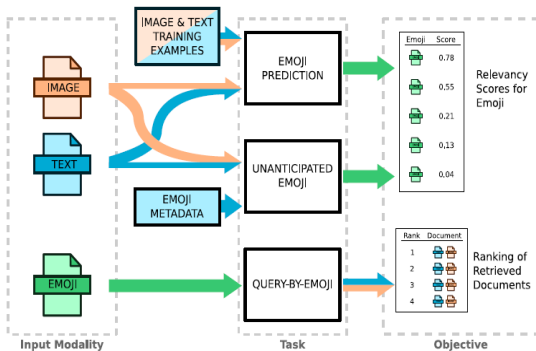 IMAGE & TEXT
TRAINING
EXAMPLES
IMAGE
TEXT
EMOJI
METADATA
EMOJI
EMOJI
PREDICTION
UNANTICIPATED
EMOJI
QUERY-BY-EMOJI
Emoji Score
0.78
0.55
0.21
0.13
0.04
Relevancy
Scores for
Emoji
Rank Document
1
2
3
4
Ranking of
Retrieved
Documents
Input Modality
Task
Objective